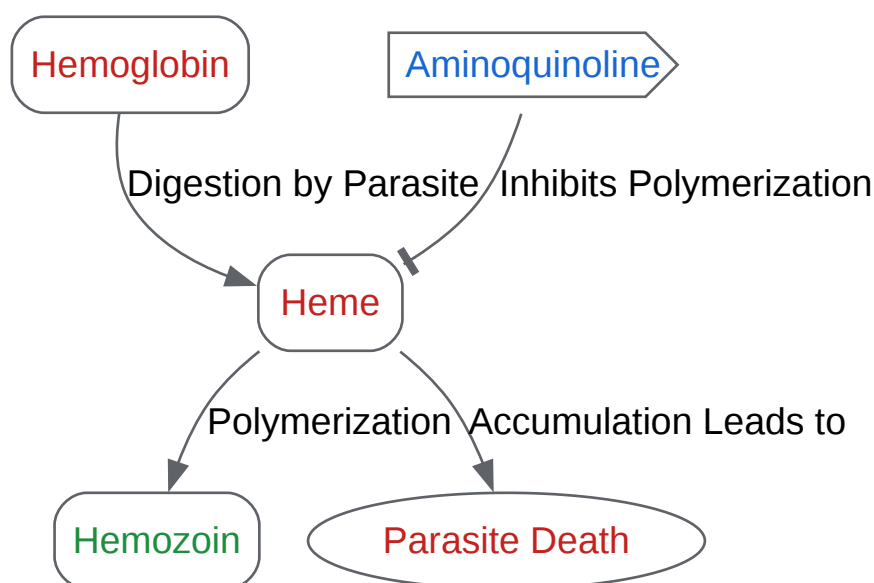 Hemoglobin
Aminoquinoline
Digestion by Parasite
Inhibits Polymerization
Heme
Polymerization
Accumulation Leads to
Hemozoin
Parasite Death